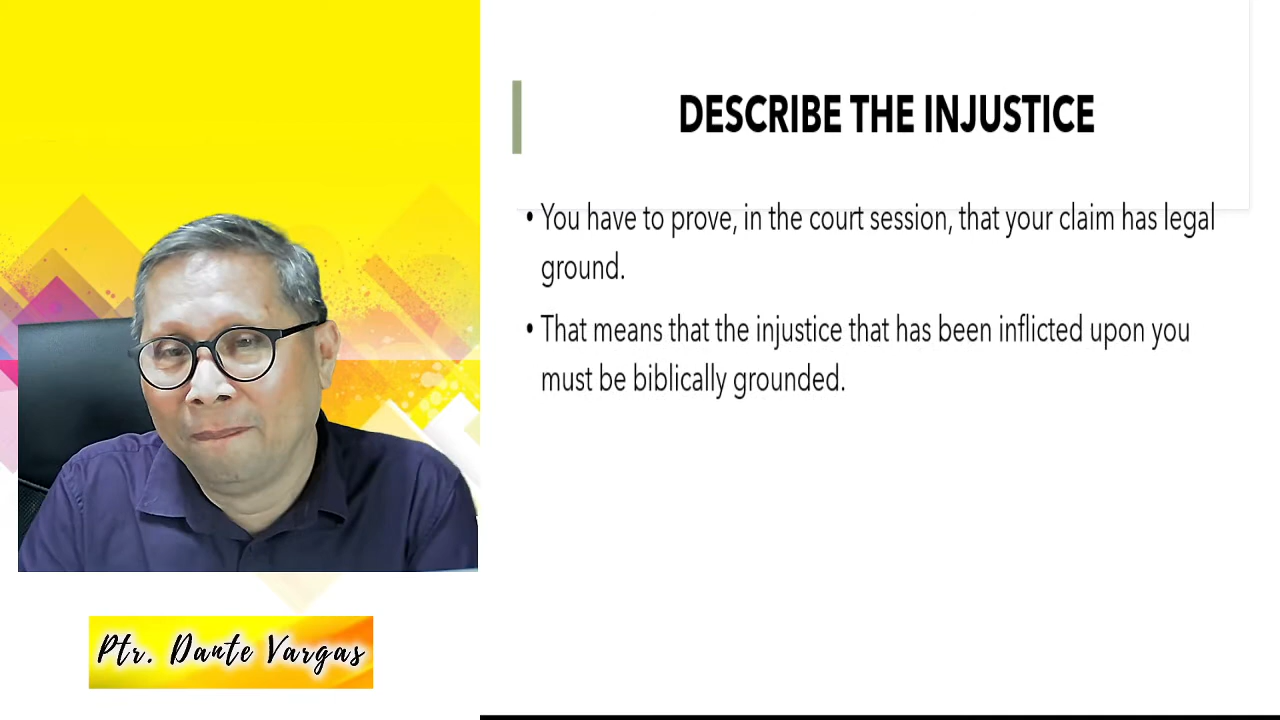 DESCRIBE THE INJUSTICE
• You have to prove, in the court session, that your claim has legal
ground.
• That means that the injustice that has been inflicted upon you
must be biblically grounded.
Ptr. Dante Vargas